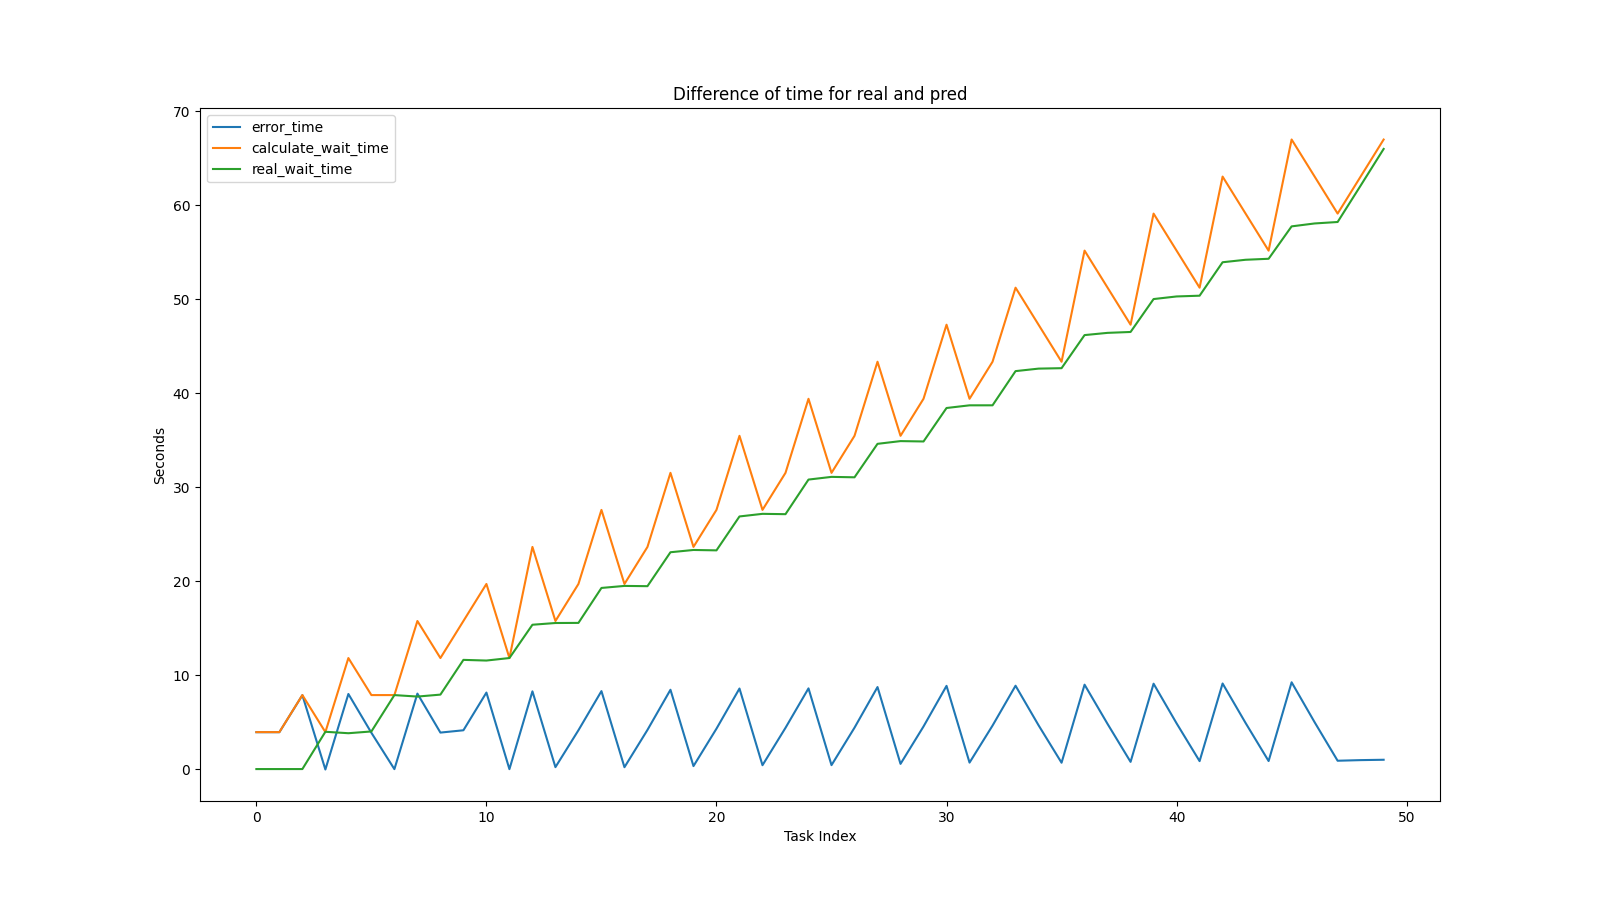 Difference of time for real and pred
error_time
calculate_wait_time
real_wait_time
70
60
50
40
30
20
10
0
Seconds
0 10 20 30 40 50
Task Index